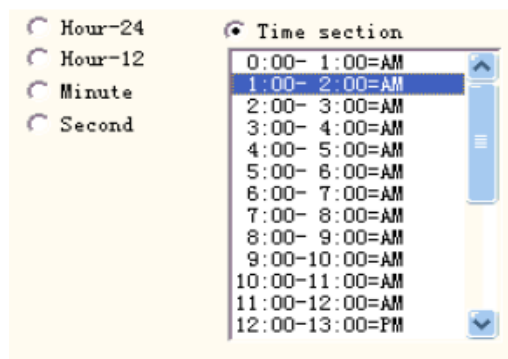 Hour-24
Hour-12
Minute
Second
Time section
0:00- 1:00=AM
1:00- 2:00=AM
2:00- 3:00=AM
3:00- 4:00=AM
4:00- 5:00=AM
5:00- 6:00=AM
6:00- 7:00=AM
7:00- 8:00=AM
8:00- 9:00=AM
9:00-10:00=AM
10:00-11:00=AM
11:00-12:00=AM
12:00-13:00=PM